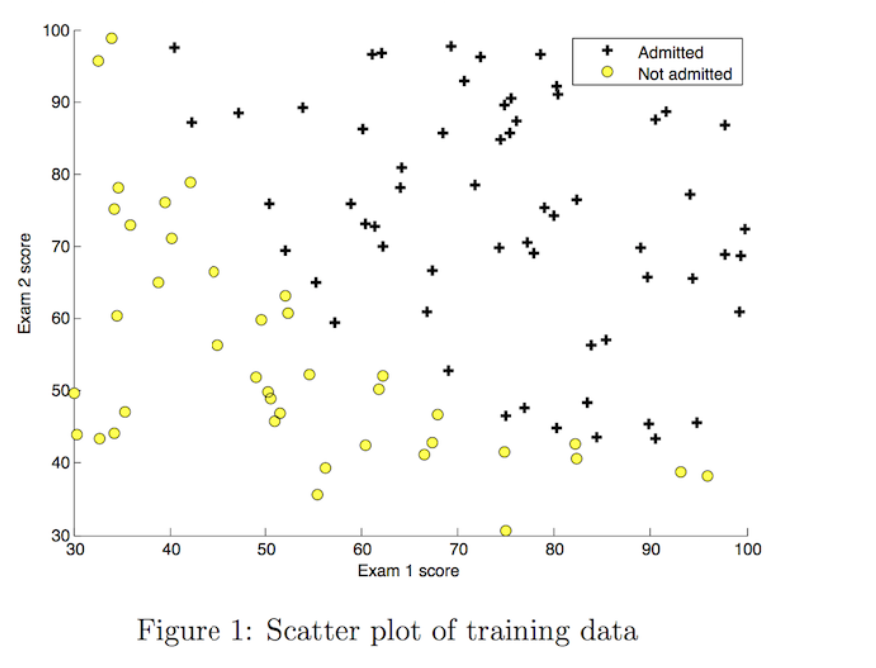 100
90
80
70
60
50
40
30
Exam 2 score
Admitted
Not admitted
30 40 50 60 70 80 90 100
Exam 1 score
Figure 1: Scatter plot of training data